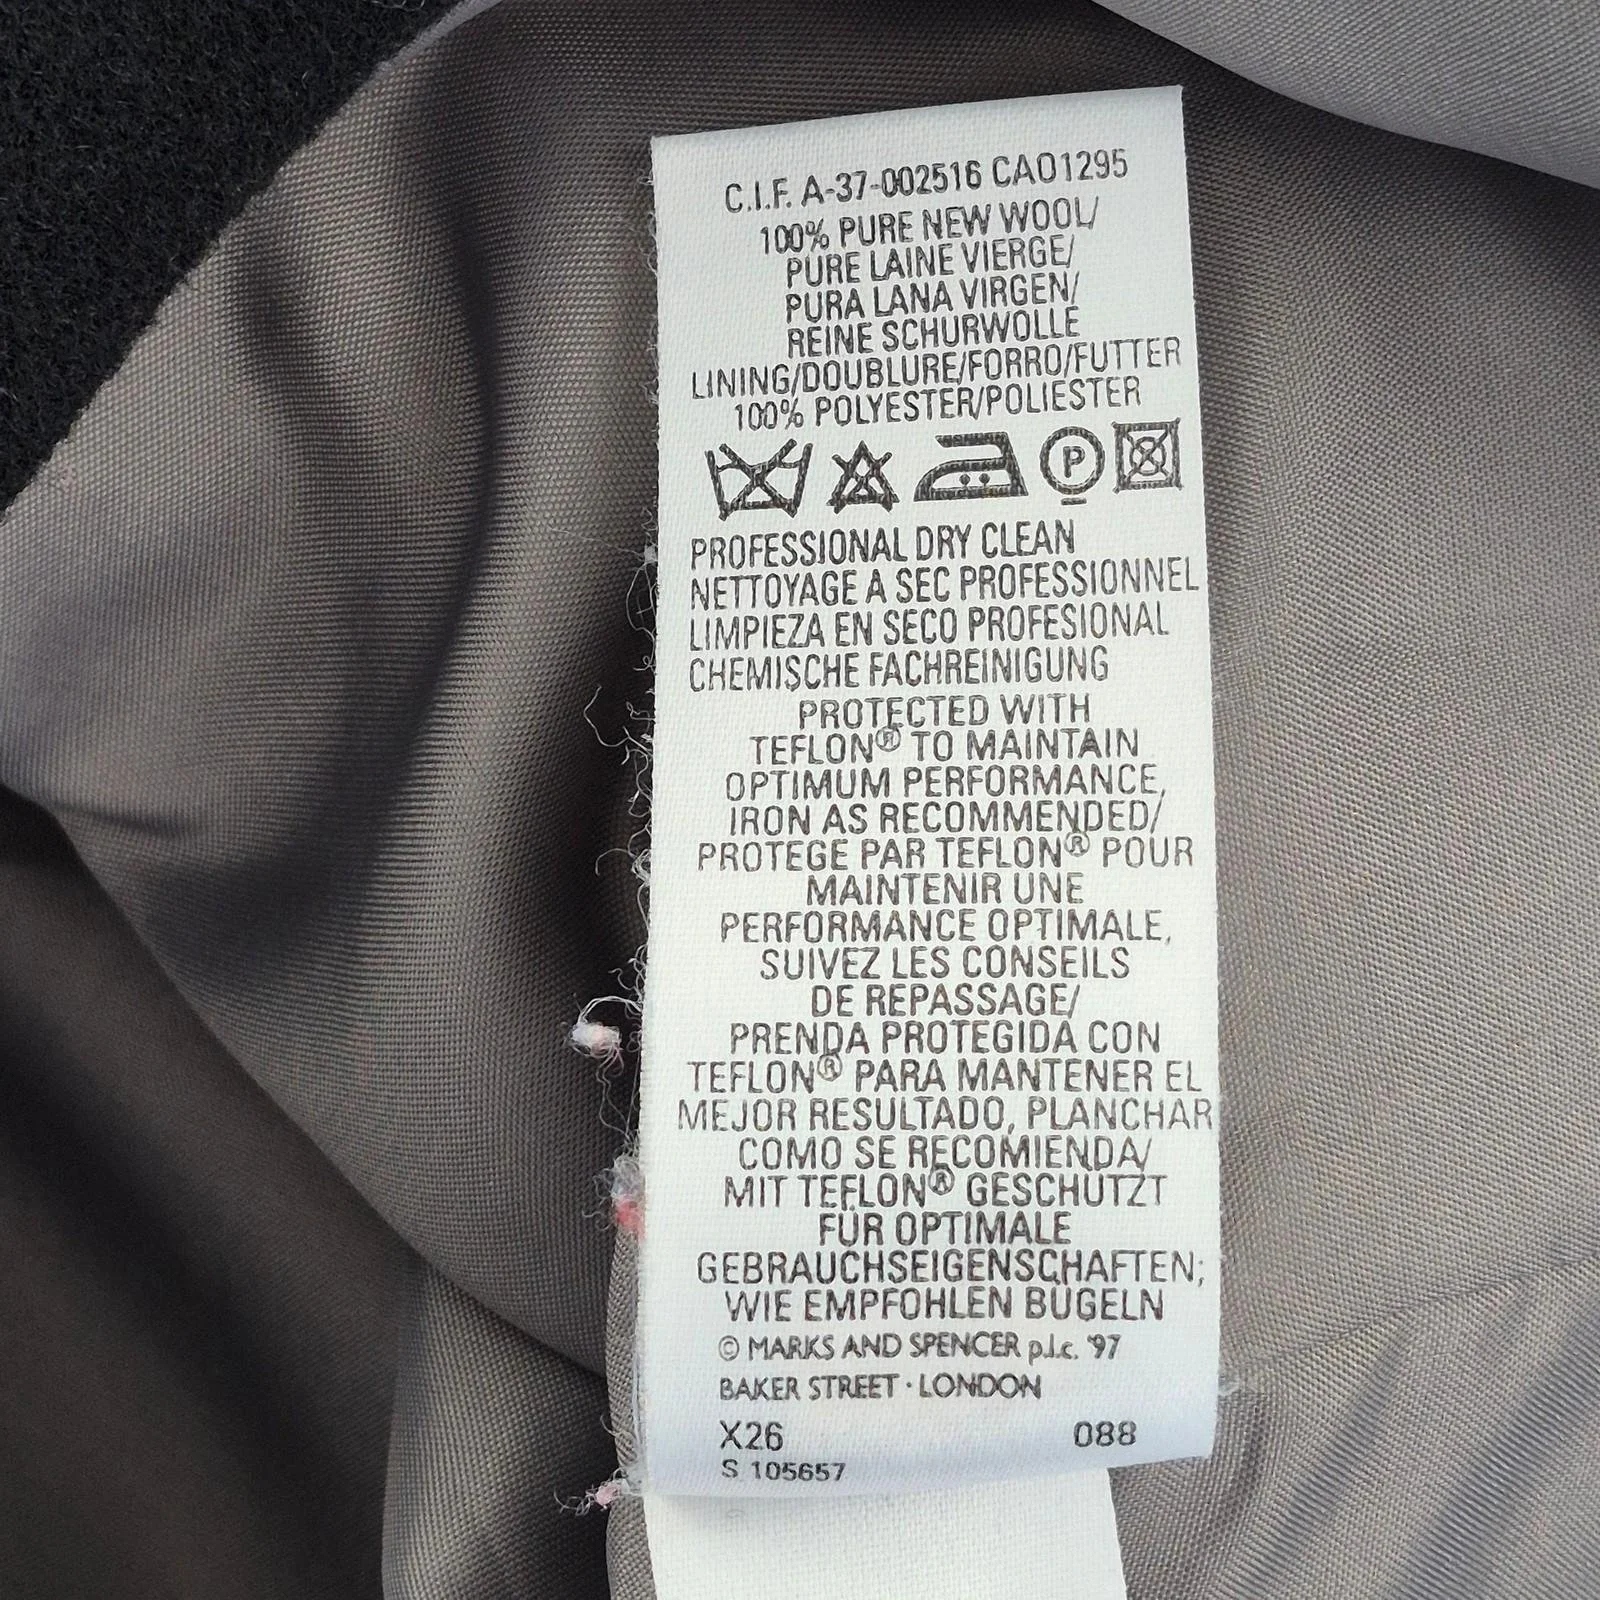 C.I.F. A-37-002516 CAO1295
100% PURE NEW WOOL/
PURE LAINE VIERGE/
PURA LANA VIRGEN/
REINE SCHURWOLLE
LINING/DOUBLURE/FORRO/FUTTER
100% POLYESTER/POLIESTER
P
PROFESSIONAL DRY CLEAN
NETTOYAGE A SEC PROFESSIONNEL
LIMPIEZA EN SECO PROFESIONAL
CHEMISCHE FACHREINIGUNG
PROTECTED WITH
TEFLON® TO MAINTAIN
OPTIMUM PERFORMANCE,
IRON AS RECOMMENDED/
PROTEGE PAR TEFLON® POUR
MAINTENIR UNE
PERFORMANCE OPTIMALE,
SUIVEZ LES CONSEILS
DE REPASSAGE/
PRENDA PROTEGIDA CON
TEFLON® PARA MANTENER EL
MEJOR RESULTADO, PLANCHAR
COMO SE RECOMIENDA/
MIT TEFLON® GESCHUTZT
FÜR OPTIMALE
GEBRAUCHSEIGENSCHAFTEN;
WIE EMPFOHLEN BUGELN
© MARKS AND SPENCER p.l.c. '97
BAKER STREET · LONDON
X26 088
S 105657